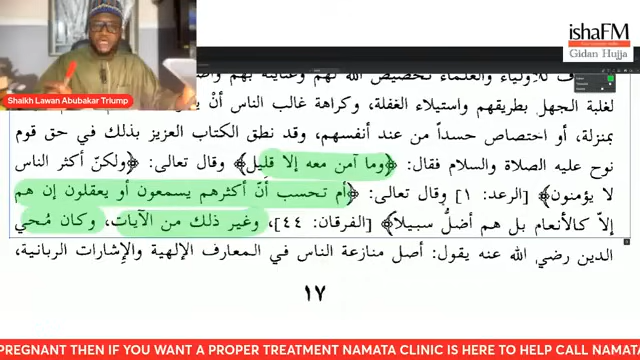 ishaFM
Gidan Hujja
Shaikh Lawan Abubakar Triump
لغلبة الجهل بطريقهم واستيلاء الغفلة، وكراهة غالب الناس أنْ
بمنزلة، أو اختصاص حسداً من عند أنفسهم، وقد نطق الكتاب العزيز بذلك في حق قوم
نوح عليه الصلاة والسلام فقال: ﴿وما آمن معه إلا قليل﴾ وقال تعالى: ﴿ولكنّ أكثر الناس
لا يؤمنون﴾ [الرعد: ١] وقال تعالى: ﴿أم تحسب أنّ أكثرهم يسمعون أو يعقلون إن هم
إلاّ كالأنعام بل هم أضلُّ سبيلاً﴾ [الفرقان: ٤٤]، وغير ذلك من الآيات، وكان مُحي
الدين رضي الله عنه يقول: أصل منازعة الناس في المعارف الإلهية والإشارات الربانية،
١٧
PREGNANT THEN IF YOU WANT A PROPER TREATMENT NAMATA CLINIC IS HERE TO HELP CALL NAMATA